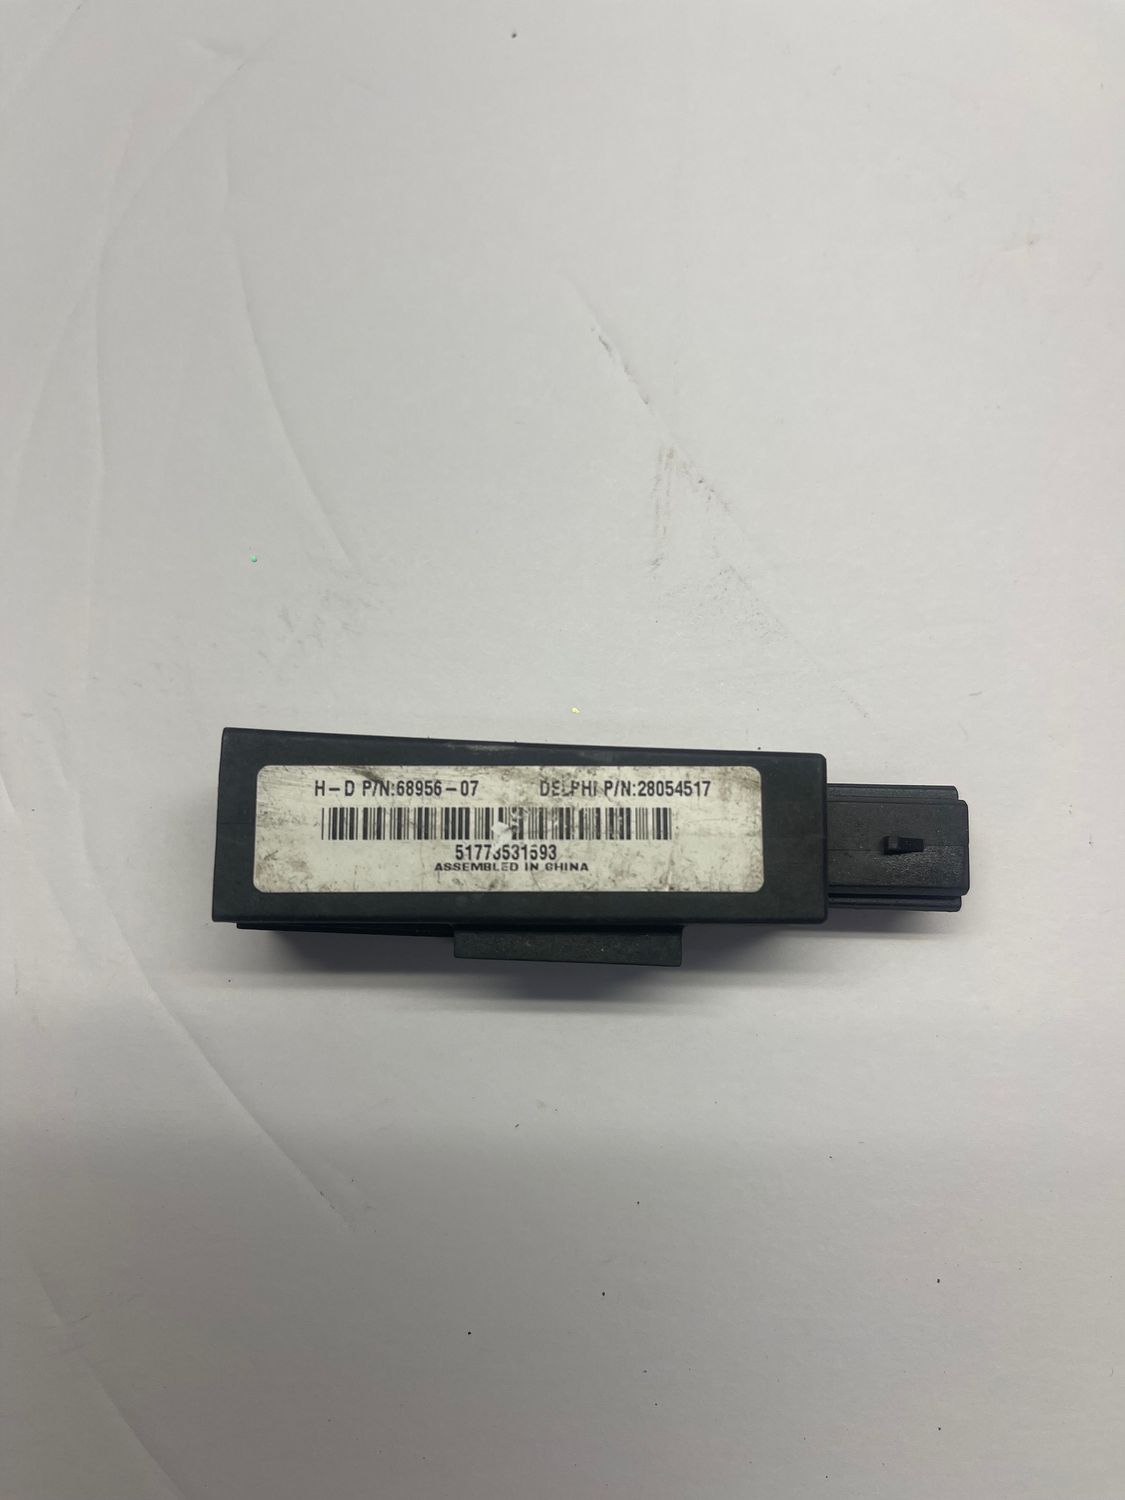 H-D P/N:68956-07 DELPHI P/N:28054517
51773531593
ASSEMBLED IN CHINA